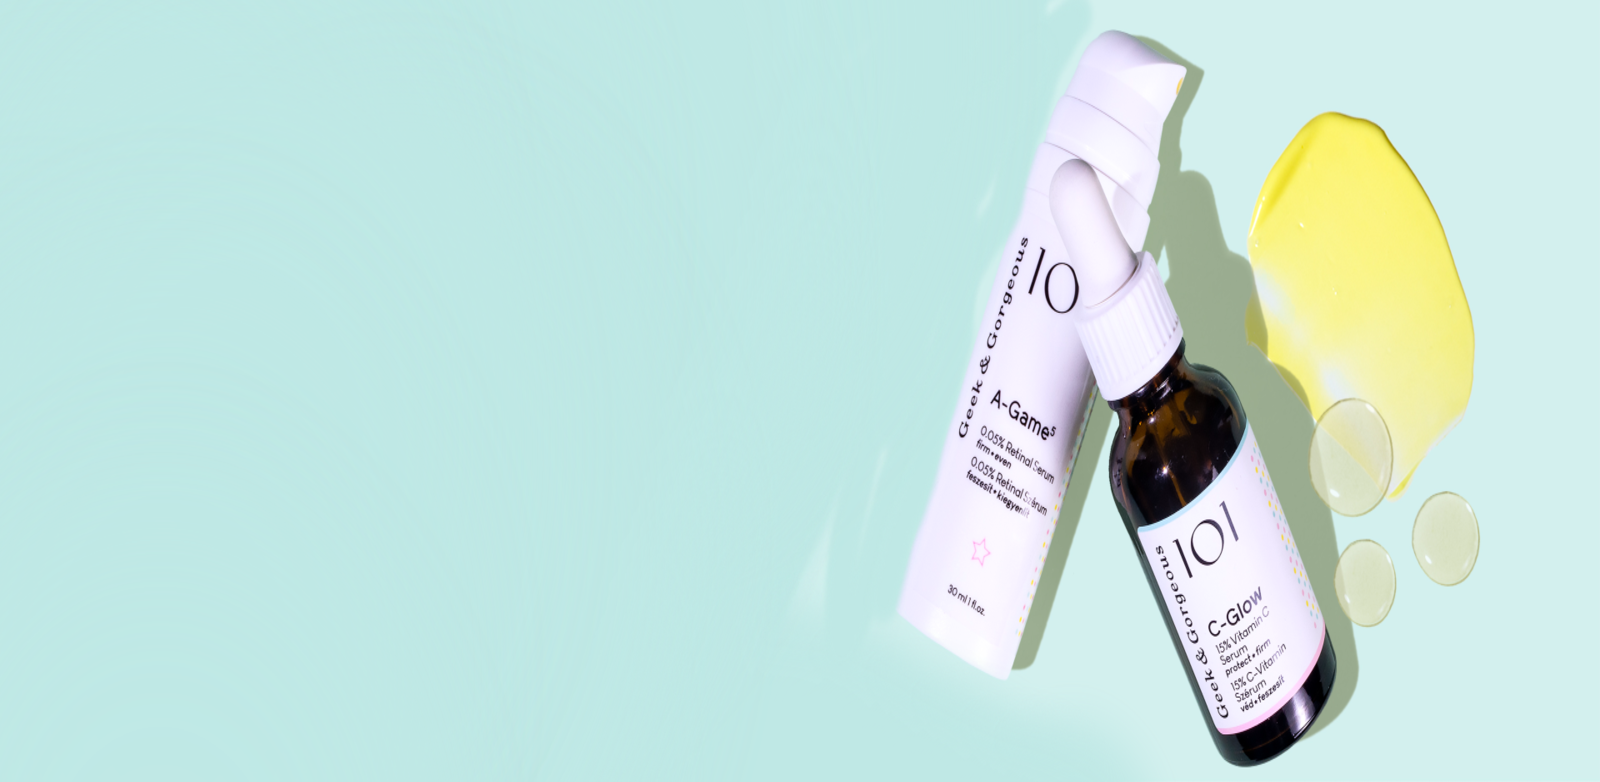 Geek & Gorgeous
10
A-Game⁵
0.05% Retinal Serum
firm•even
0.05% Retinal Szérum
feszesít•kiegyenlít
30 ml 1 fl.oz.
Geek & Gorgeous
101
C-Glow
15% Vitamin C
Serum
protect•firm
15% C-Vitamin
Szérum
véd•feszesít